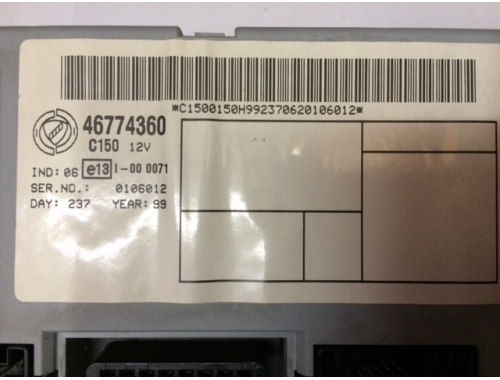 *C1500150H992370620106012*
46774360
C150 12V
IND: 06 e13 I-00 0071
SER.NO.: 0106012
DAY: 237 YEAR: 99